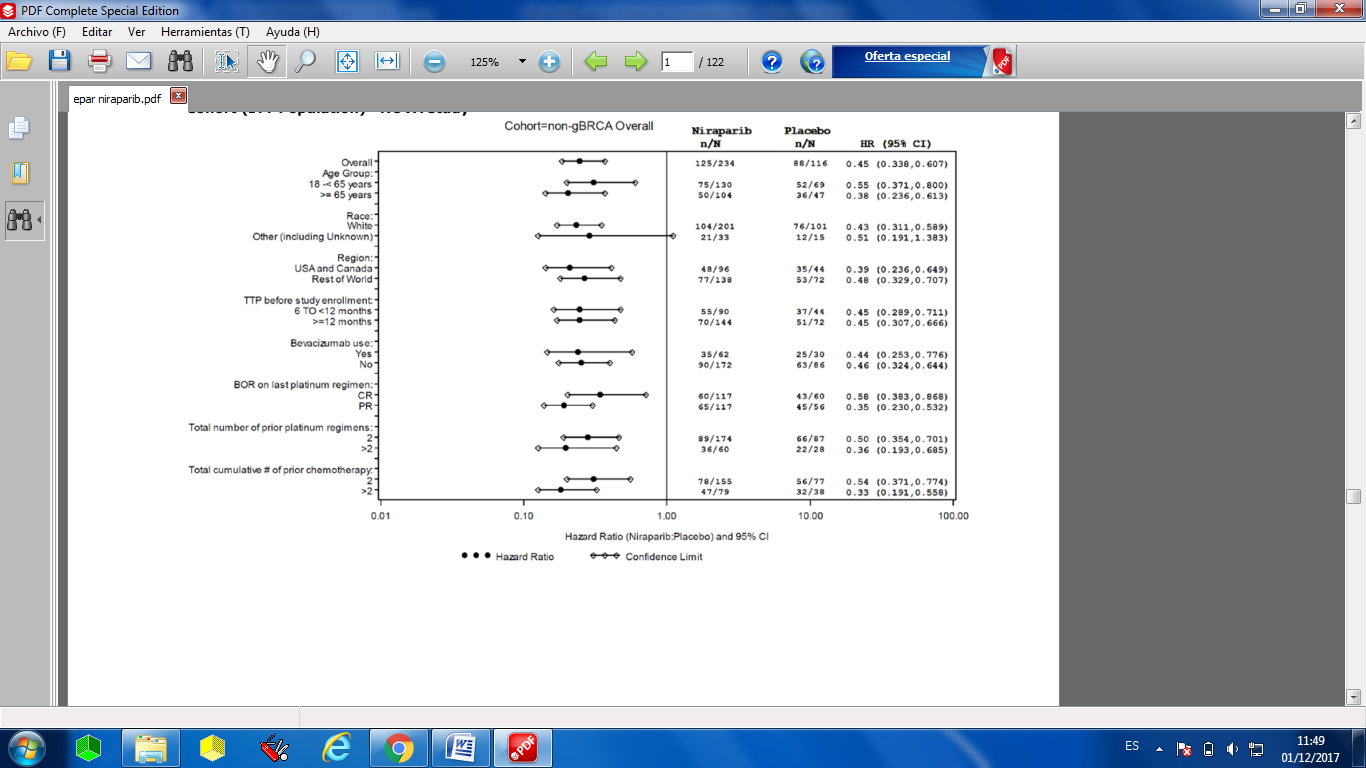 PDF Complete Special Edition
Archivo (F) Editar Ver Herramientas (T) Ayuda (H)
125% 1 / 122 Oferta especial PDF
epar niraparib.pdf
Cohort=non-gBRCA Overall
Niraparib Placebo
n/N n/N HR (95% CI)
Overall 125/234 88/116 0.45 (0.338,0.607)
Age Group:
18 -< 65 years 75/130 52/69 0.55 (0.371,0.800)
>= 65 years 50/104 36/47 0.38 (0.236,0.613)
Race:
White 104/201 76/101 0.43 (0.311,0.589)
Other (including Unknown) 21/33 12/15 0.51 (0.191,1.383)
Region:
USA and Canada 48/96 35/44 0.39 (0.236,0.649)
Rest of World 77/138 53/72 0.48 (0.329,0.707)
TTP before study enrollment:
6 TO <12 months 55/90 37/44 0.45 (0.289,0.711)
>=12 months 70/144 51/72 0.45 (0.307,0.666)
Bevacizumab use:
Yes 35/62 25/30 0.44 (0.253,0.776)
No 90/172 63/86 0.46 (0.324,0.644)
BOR on last platinum regimen:
CR 60/117 43/60 0.58 (0.383,0.868)
PR 65/117 45/56 0.35 (0.230,0.532)
Total number of prior platinum regimens:
2 89/174 66/87 0.50 (0.354,0.701)
>2 36/60 22/28 0.36 (0.193,0.685)
Total cumulative # of prior chemotherapy:
2 78/155 56/77 0.54 (0.371,0.774)
>2 47/79 32/38 0.33 (0.191,0.558)
0.01 0.10 1.00 10.00 100.00
Hazard Ratio (Niraparib:Placebo) and 95% CI
Hazard Ratio Confidence Limit
ES 11:49
01/12/2017